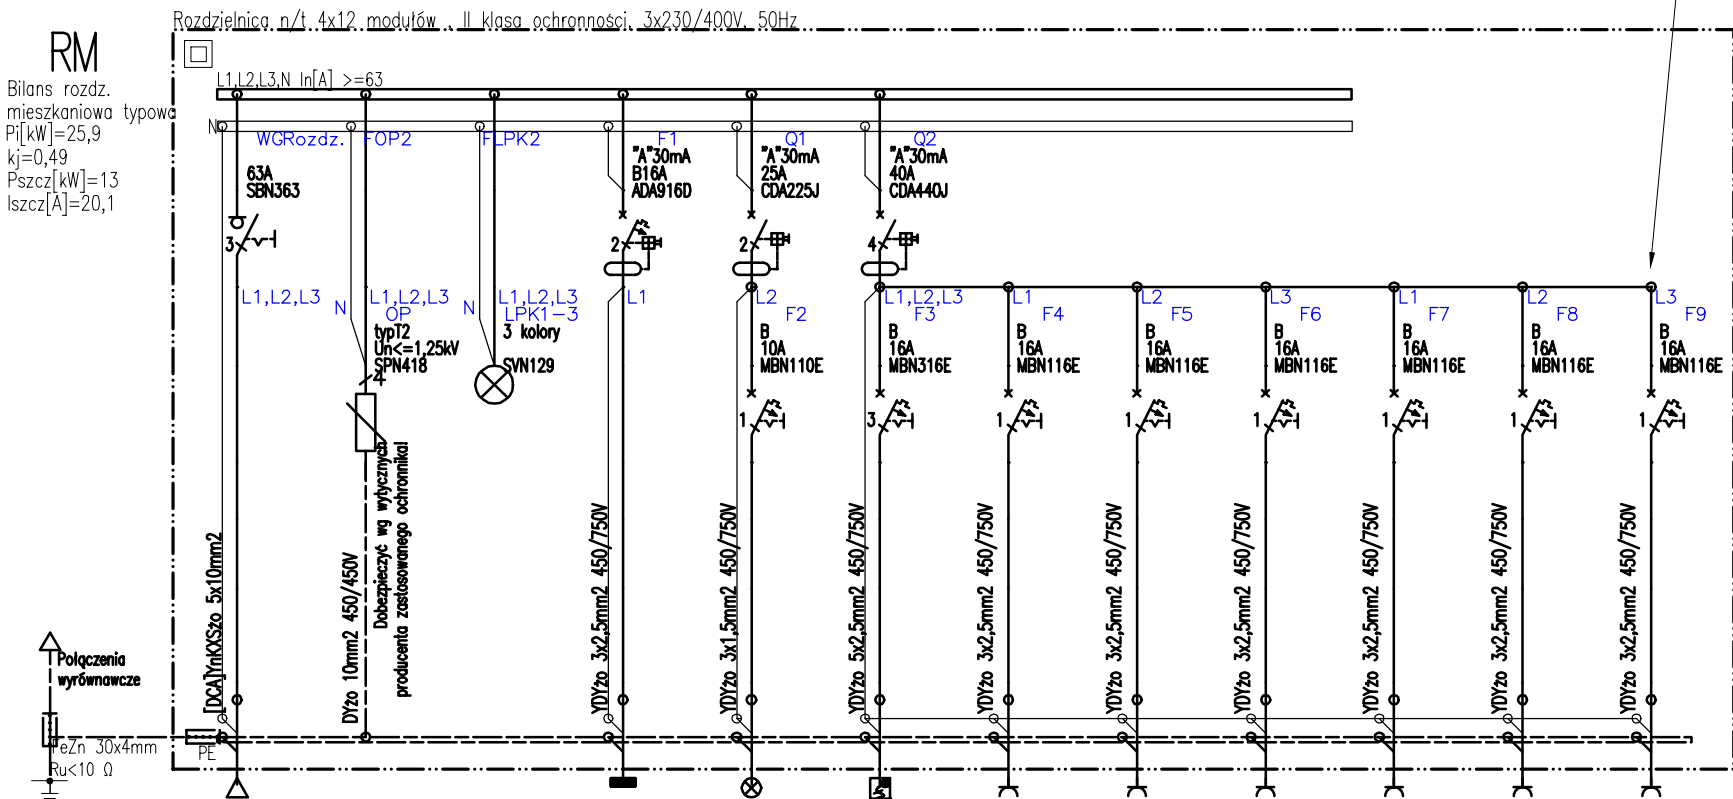 Rozdzielnica n/t 4x12 modułów , II klasa ochronności, 3x230/400V, 50Hz
RM
Bilans rozdz.
mieszkaniowa typowa
Pi[kW]=25,9
kj=0,49
Pszcz[kW]=13
Iszcz[A]=20,1
L1,L2,L3,N In[A] >=63
N
WGRozdz.
63A
SBN363
3
L1,L2,L3
[DCA]YnKXSżo 5x10mm2
FOP2
N
L1,L2,L3
OP
typT2
Un<=1,25kV
SPN418
4
Dobezpieczyć wg wytycznych
producenta zastosowanego ochronnika!
DYżo 10mm2 450/450V
FLPK2
N
L1,L2,L3
LPK1-3
3 kolory
SVN129
F1
"A"30mA
B16A
ADA916D
2
L1
YDYżo 3x2,5mm2 450/750V
Q1
"A"30mA
25A
CDA225J
2
L2
F2
B
10A
MBN110E
1
YDYżo 3x1,5mm2 450/750V
Q2
"A"30mA
40A
CDA440J
4
L1,L2,L3
F3
B
16A
MBN316E
3
YDYżo 5x2,5mm2 450/750V
L1
F4
B
16A
MBN116E
1
YDYżo 3x2,5mm2 450/750V
L2
F5
B
16A
MBN116E
1
YDYżo 3x2,5mm2 450/750V
L3
F6
B
16A
MBN116E
1
YDYżo 3x2,5mm2 450/750V
L1
F7
B
16A
MBN116E
1
YDYżo 3x2,5mm2 450/750V
L2
F8
B
16A
MBN116E
1
YDYżo 3x2,5mm2 450/750V
L3
F9
B
16A
MBN116E
1
YDYżo 3x2,5mm2 450/750V
Połączenia
wyrównawcze
FeZn 30x4mm
Ru<10 Ω
PE